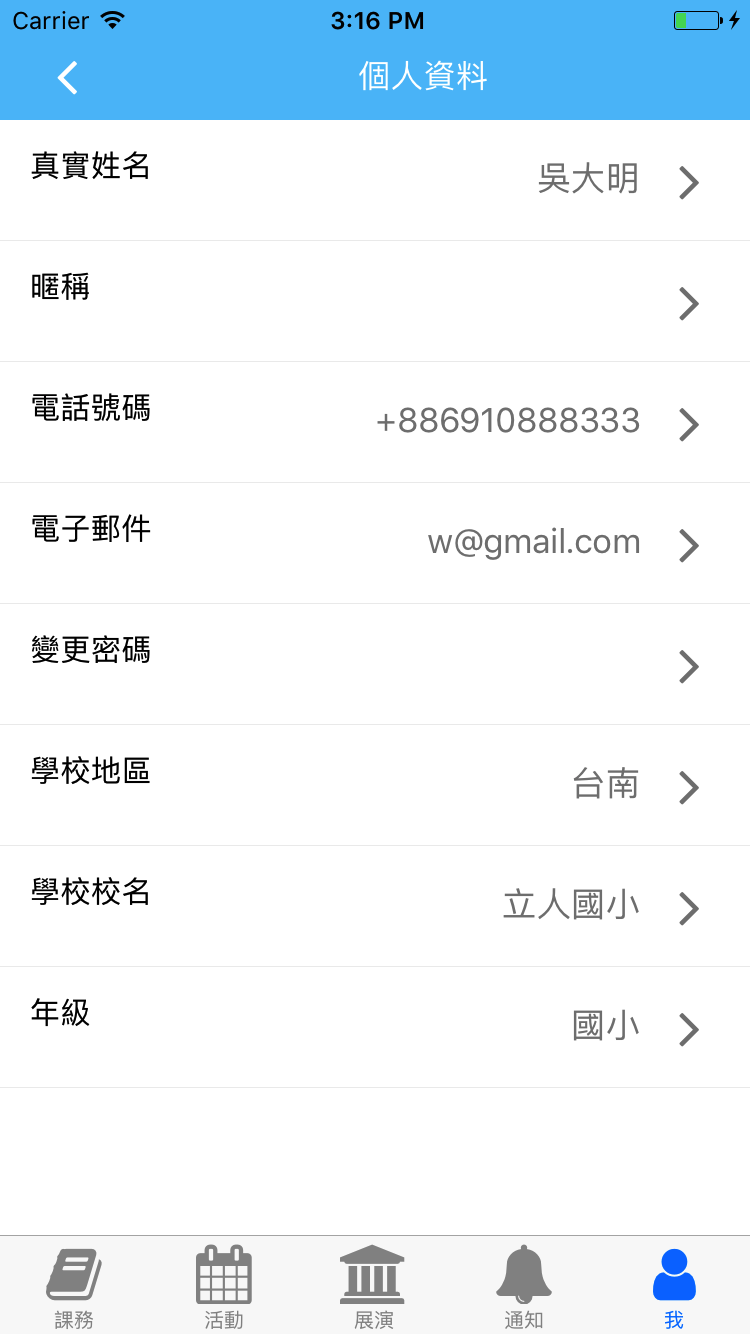 Carrier 3:16 PM
個人資料
真實姓名 吳大明
暱稱
電話號碼 +886910888333
電子郵件 w@gmail.com
變更密碼
學校地區 台南
學校校名 立人國小
年級 國小
課務 活動 展演 通知 我